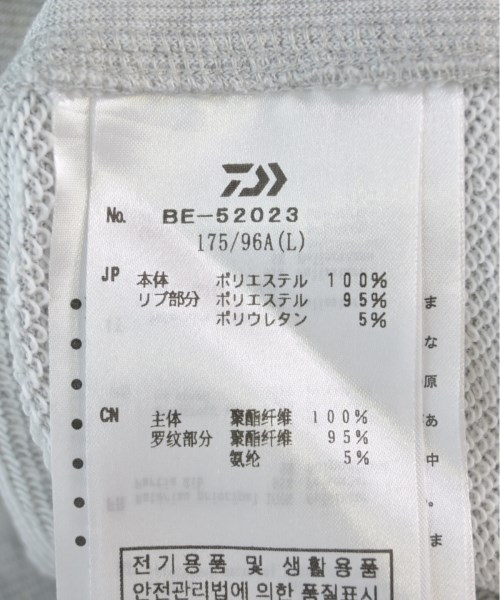 No. BE-52023
175/96A(L)
JP 本体 ポリエステル 100%
リブ部分 ポリエステル 95%
ポリウレタン 5%
CN 主体 聚酯纤维 100%
罗纹部分 聚酯纤维 95%
氨纶 5%
전기용품 및 생활용품
안전관리법에 의한 품질표시
ま
な
原
あ
中
。
ま